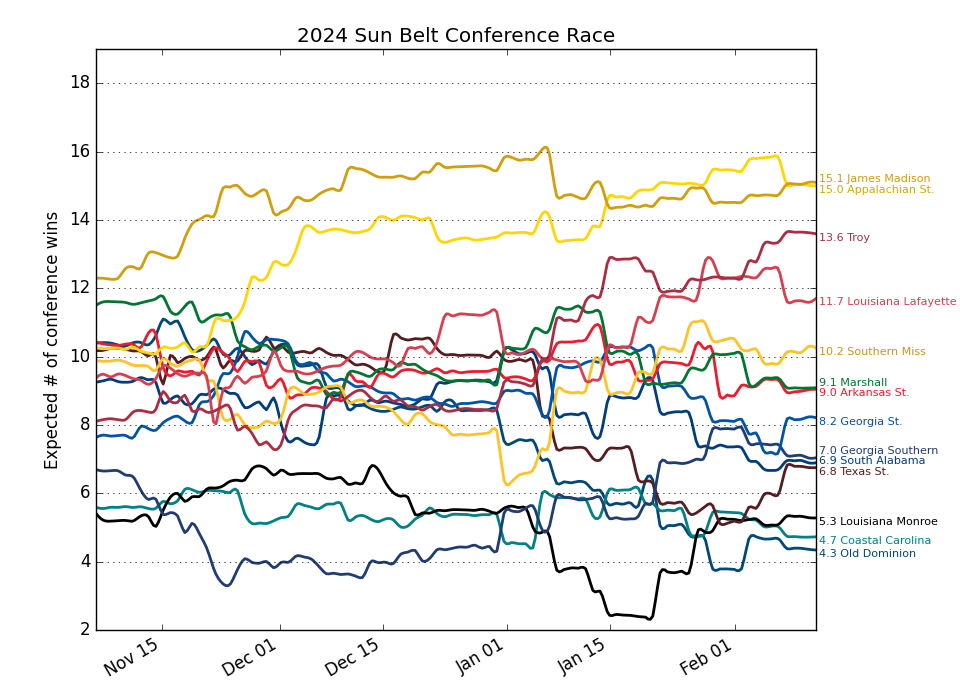 2024 Sun Belt Conference Race
Expected # of conference wins
18
16
14
12
10
8
6
4
2
Nov 15
Dec 01
Dec 15
Jan 01
Jan 15
Feb 01
15.1 James Madison
15.0 Appalachian St.
13.6 Troy
11.7 Louisiana Lafayette
10.2 Southern Miss
9.1 Marshall
9.0 Arkansas St.
8.2 Georgia St.
7.0 Georgia Southern
6.9 South Alabama
6.8 Texas St.
5.3 Louisiana Monroe
4.7 Coastal Carolina
4.3 Old Dominion